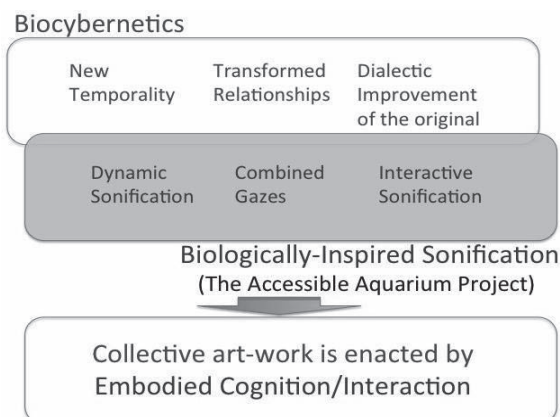 Biocybernetics
New Transformed Dialectic
Temporality Relationships Improvement
of the original
Dynamic Combined Interactive
Sonification Gazes Sonification
Biologically-Inspired Sonification
(The Accessible Aquarium Project)
Collective art-work is enacted by
Embodied Cognition/Interaction